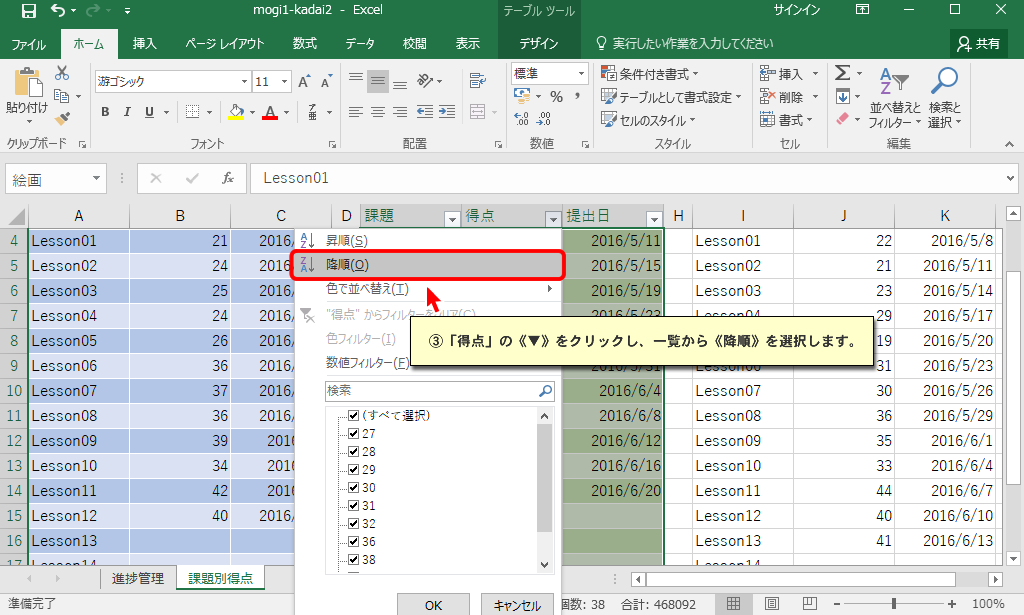 mogi1-kadai2 - Excel
テーブル ツール
サインイン
ファイル
ホーム
挿入
ページ レイアウト
数式
データ
校閲
表示
デザイン
実行したい作業を入力してください
共有
貼り付け
游ゴシック
11
A A
B I U A
標準
%
条件付き書式
テーブルとして書式設定
セルのスタイル
挿入
削除
書式
並べ替えと
フィルター
検索と
選択
クリップボード
フォント
配置
数値
スタイル
セル
編集
絵画
fx
Lesson01
A B C D 課題 得点 提出日 H I J K
4 Lesson01 21 2016/ 2016/5/11 Lesson01 22 2016/5/8
5 Lesson02 24 2016/ 2016/5/15 Lesson02 21 2016/5/11
6 Lesson03 25 2016/ 2016/5/19 Lesson03 23 2016/5/14
7 Lesson04 24 2016/ 2016/5/23 Lesson04 29 2016/5/17
8 Lesson05 26 2016/ 19 2016/5/20
9 Lesson06 36 2016/ 2016/5/31 Lesson06 31 2016/5/23
10 Lesson07 37 2016/ 2016/6/4 Lesson07 30 2016/5/26
11 Lesson08 36 2016/ 2016/6/8 Lesson08 36 2016/5/29
12 Lesson09 39 2016 2016/6/12 Lesson09 35 2016/6/1
13 Lesson10 34 2016 2016/6/16 Lesson10 33 2016/6/4
14 Lesson11 42 2016 2016/6/20 Lesson11 44 2016/6/7
15 Lesson12 40 2016/ Lesson12 40 2016/6/10
16 Lesson13 Lesson13 41 2016/6/13
17 Lesson14 Lesson14
昇順(S)
降順(O)
色で並べ替え(T)
"得点" からフィルターをクリア(C)
色フィルター(I)
数値フィルター(F)
検索
(すべて選択)
27
28
29
30
31
32
36
38
OK
キャンセル
③「得点」の《▼》をクリックし、一覧から《降順》を選択します。
進捗管理
課題別得点
準備完了
個数: 38 合計: 468092
100%